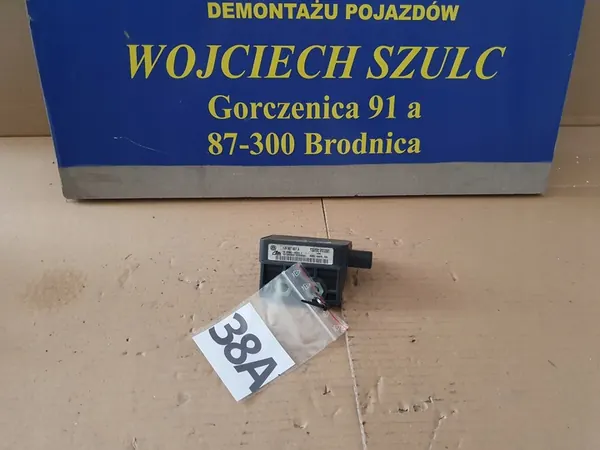 DEMONTAŻU POJAZDÓW
WOJCIECH SZULC
Gorczenica 91 a
87-300 Brodnica
38A